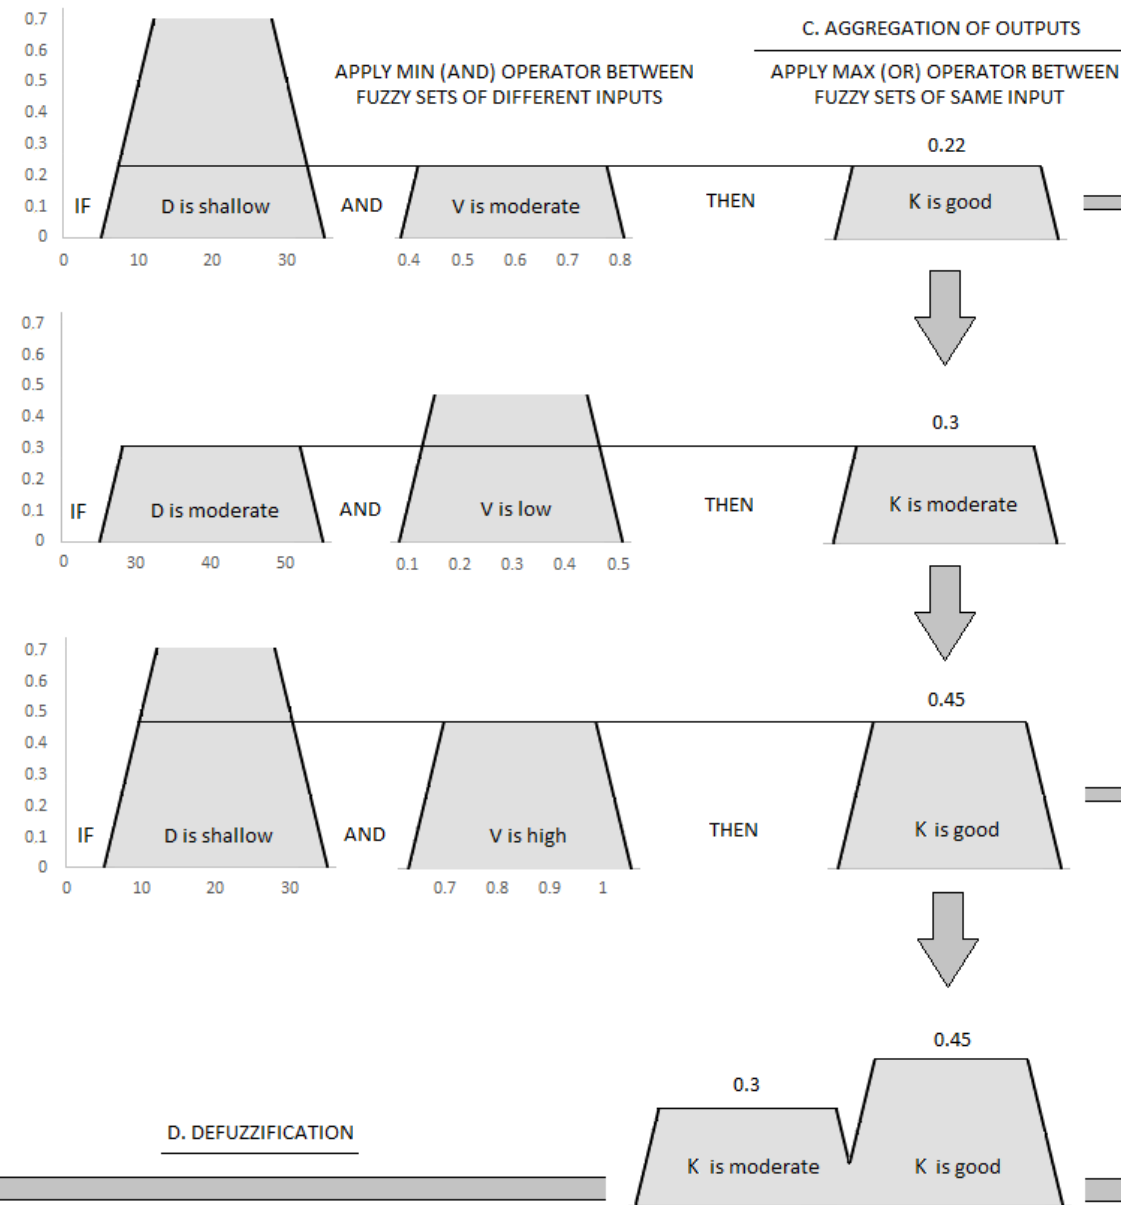 C. AGGREGATION OF OUTPUTS
APPLY MIN (AND) OPERATOR BETWEEN
FUZZY SETS OF DIFFERENT INPUTS
APPLY MAX (OR) OPERATOR BETWEEN
FUZZY SETS OF SAME INPUT
0.7
0.6
0.5
0.4
0.3
0.2
0.1
0
0.22
IF
D is shallow
AND
V is moderate
THEN
K is good
0 10 20 30
0.4 0.5 0.6 0.7 0.8
0.7
0.6
0.5
0.4
0.3
0.2
0.1
0
0.3
IF
D is moderate
AND
V is low
THEN
K is moderate
0 30 40 50
0.1 0.2 0.3 0.4 0.5
0.7
0.6
0.5
0.4
0.3
0.2
0.1
0
0.45
IF
D is shallow
AND
V is high
THEN
K is good
0 10 20 30
0.7 0.8 0.9 1
0.45
0.3
D. DEFUZZIFICATION
K is moderate
K is good